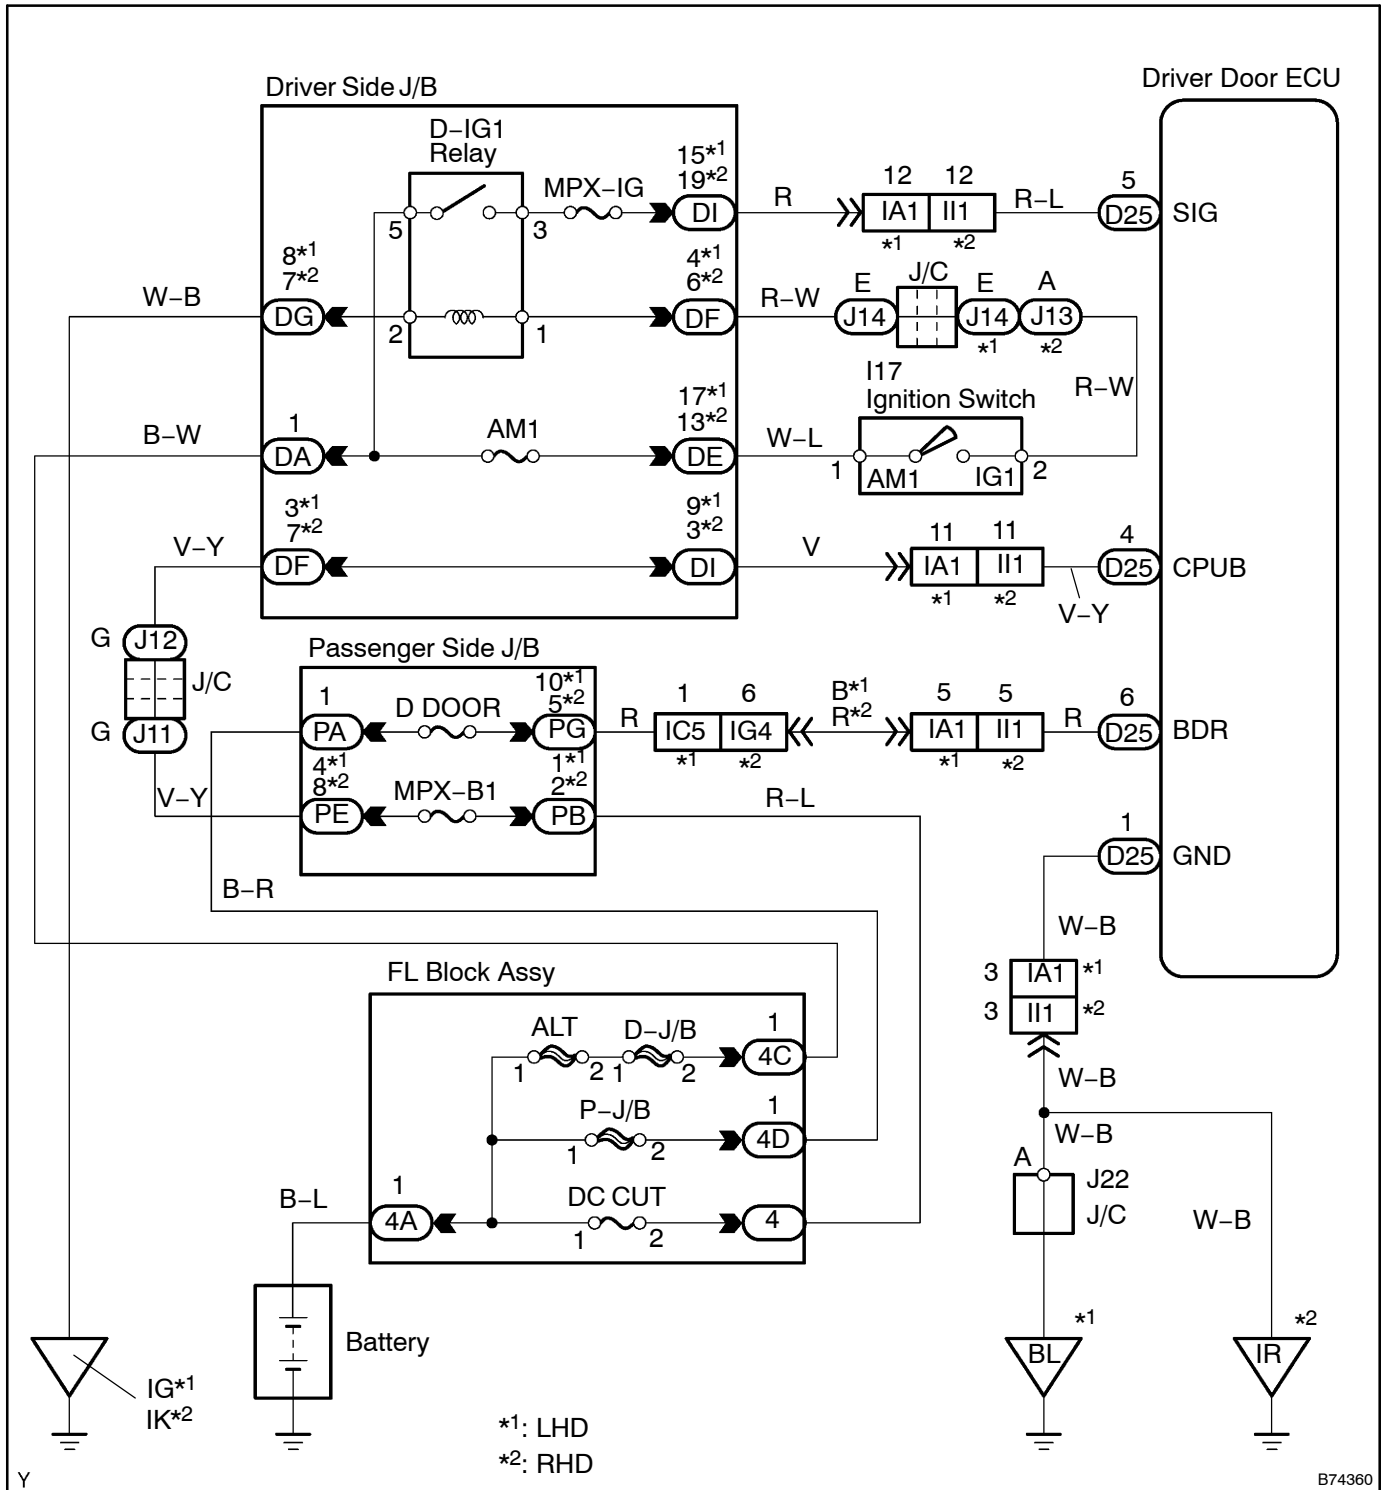 Driver Door ECU
Driver Side J/B
D–IG1
Relay
MPX–IG
15*1
19*2
DI
R
12 12
IA1 II1
*1 *2
R–L
5
D25
SIG
5
3
8*1
7*2
DG
W–B
2
1
4*1
6*2
DF
R–W
E
J14
J/C
E
J14
*1
A
J13
*2
R–W
I17
Ignition Switch
1
AM1
IG1
2
B–W
1
DA
AM1
17*1
13*2
DE
W–L
3*1
7*2
DF
V–Y
9*1
3*2
DI
V
11 11
IA1 II1
*1 *2
V–Y
4
D25
CPUB
G
J12
J/C
G
J11
V–Y
Passenger Side J/B
1
PA
D DOOR
10*1
5*2
PG
R
1 6
IC5 IG4
*1 *2
B*1
R*2
5 5
IA1 II1
*1 *2
R
6
D25
BDR
4*1
8*2
PE
MPX–B1
1*1
2*2
PB
R–L
1
D25
GND
B–R
W–B
3 IA1 *1
3 II1 *2
W–B
W–B
FL Block Assy
ALT
1 2
D–J/B
1 2
1
4C
P–J/B
1 2
1
4D
DC CUT
1 2
4
1
4A
B–L
A
J22
J/C
W–B
Battery
*1
BL
*2
IR
IG*1
IK*2
*1: LHD
*2: RHD
Y
B74360